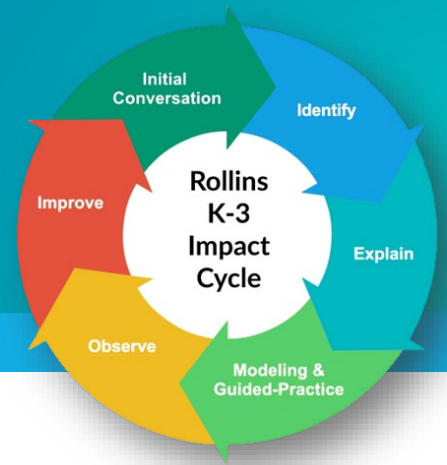 Rollins
K-3
Impact
Cycle
Initial
Conversation
Identify
Explain
Modeling &
Guided-Practice
Observe
Improve